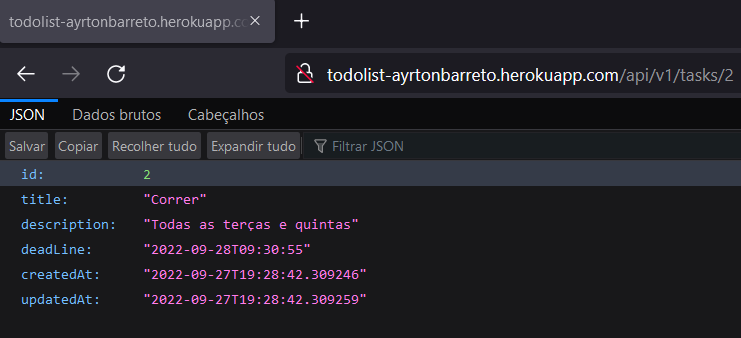 todolist-ayrtonbarreto.herokuapp.co
todolist-ayrtonbarreto.herokuapp.com/api/v1/tasks/2
JSON Dados brutos Cabeçalhos
Salvar Copiar Recolher tudo Expandir tudo Filtrar JSON
id: 2
title: "Correr"
description: "Todas as terças e quintas"
deadLine: "2022-09-28T09:30:55"
createdAt: "2022-09-27T19:28:42.309246"
updatedAt: "2022-09-27T19:28:42.309259"